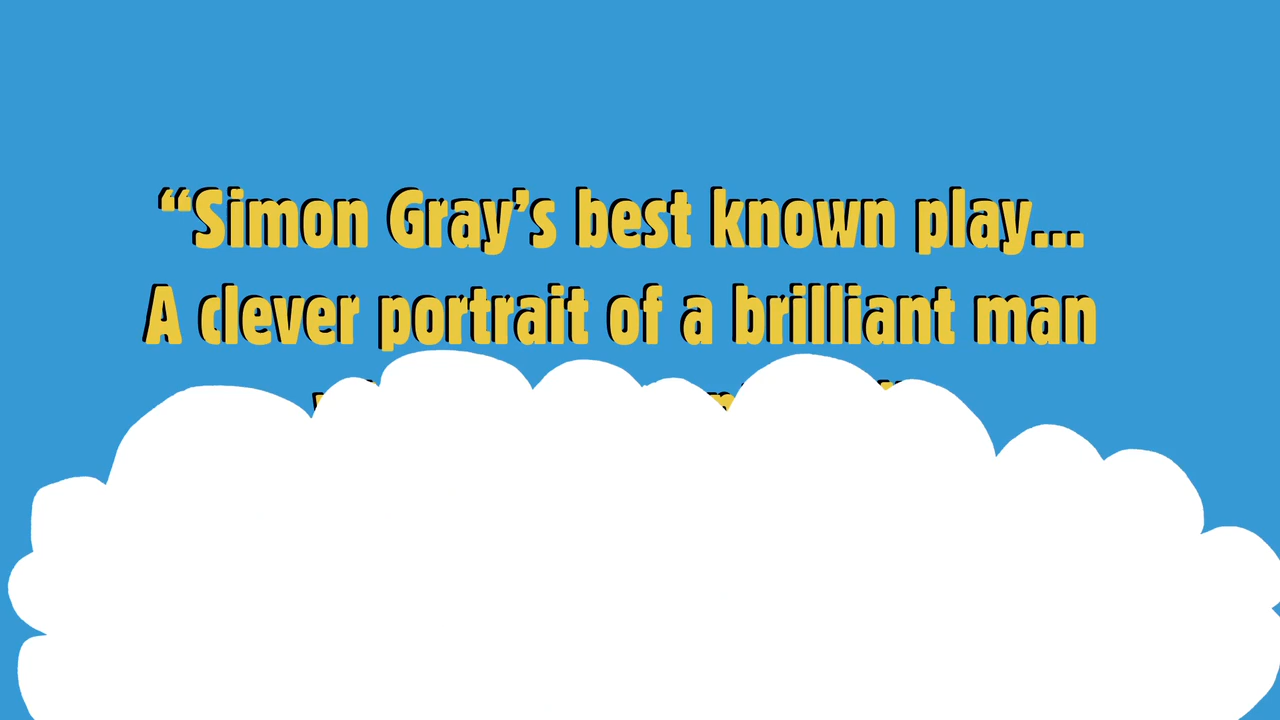 “Simon Gray’s best known play...
A clever portrait of a brilliant man